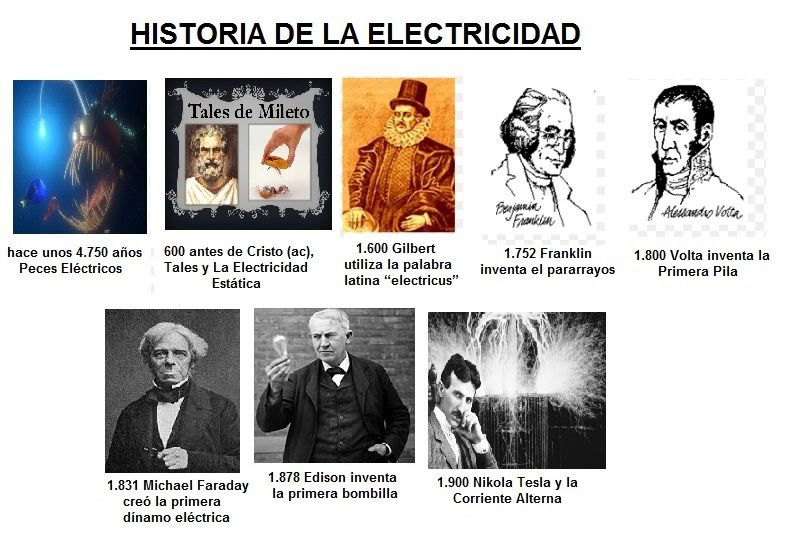 HISTORIA DE LA ELECTRICIDAD
Tales de Mileto
Benjamin
Franklin
Alessandro Volta
hace unos 4.750 años
Peces Eléctricos
600 antes de Cristo (ac),
Tales y La Electricidad
Estática
1.600 Gilbert
utiliza la palabra
latina “electricus”
1.752 Franklin
inventa el pararrayos
1.800 Volta inventa la
Primera Pila
1.831 Michael Faraday
creó la primera
dínamo eléctrica
1.878 Edison inventa
la primera bombilla
1.900 Nikola Tesla y la
Corriente Alterna